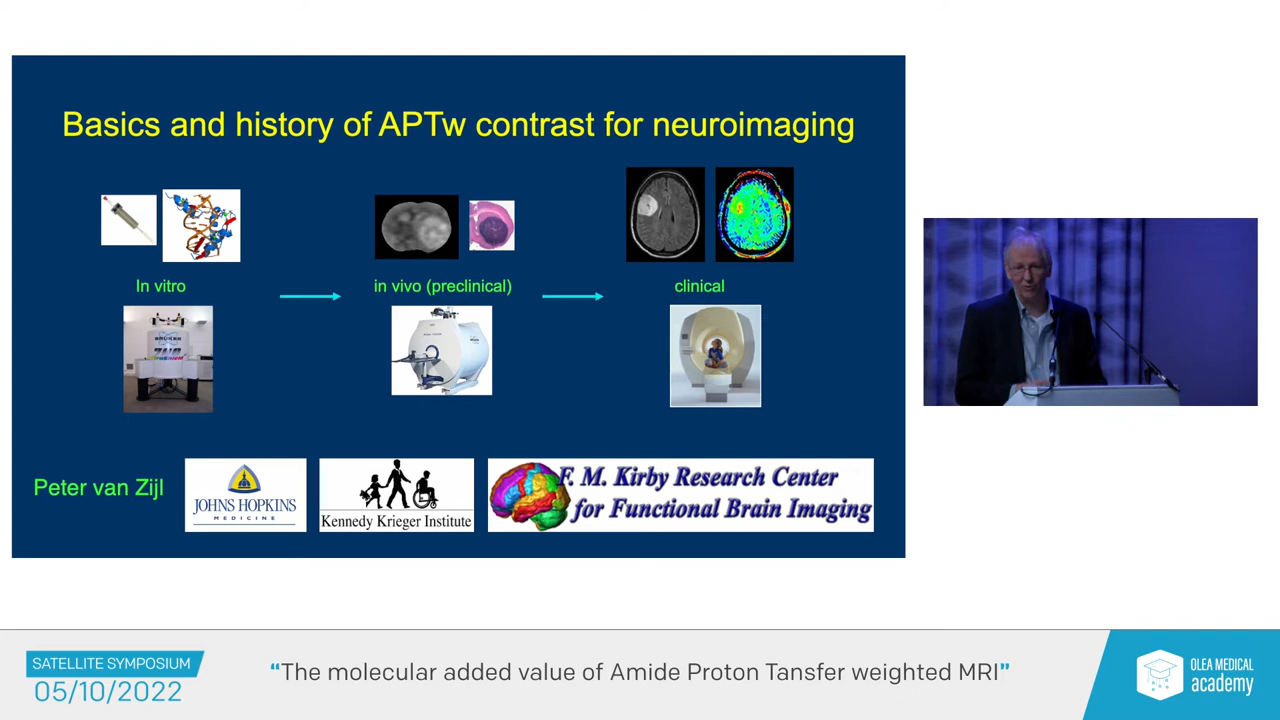 Basics and history of APTw contrast for neuroimaging
In vitro
in vivo (preclinical)
clinical
BRUKER
Peter van Zijl
JOHNS HOPKINS
MEDICINE
Kennedy Krieger Institute
F. M. Kirby Research Center
for Functional Brain Imaging
SATELLITE SYMPOSIUM
05/10/2022
“The molecular added value of Amide Proton Tansfer weighted MRI”
OLEA MEDICAL
academy